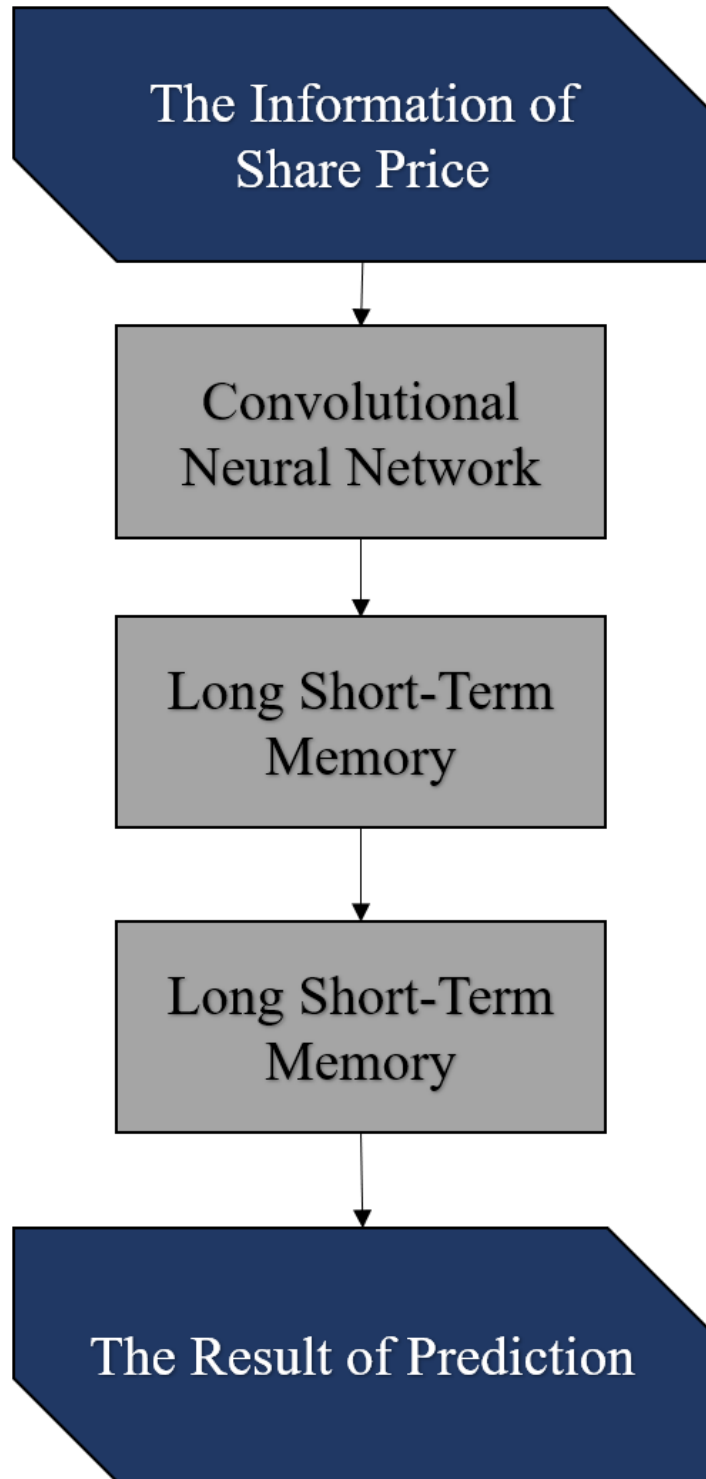 The Information of
Share Price
Convolutional
Neural Network
Long Short-Term
Memory
Long Short-Term
Memory
The Result of Prediction